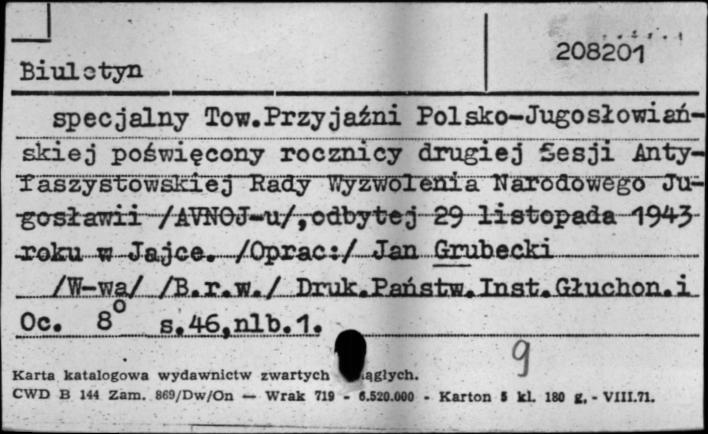 208201
Biuletyn
specjalny Tow.Przyjaźni Polsko-Jugosłowiań-
skiej poświęcony rocznicy drugiej Sesji Anty-
faszystowskiej Rady Wyzwolenia Narodowego Ju-
gosławii /AVNOJ-u/,odbytej 29 listopada 1943
roku w Jajce. /Oprac:/ Jan Grubecki
/W-wa/ /B.r.w./ Druk.Państw.Inst.Głuchon.i
Oc. 8° s.46,nlb.1.
9
Karta katalogowa wydawnictw zwartych ągłych.
CWD B 144 Zam. 869/Dw/On — Wrak 719 - 6.520.000 - Karton 5 kl. 180 g. - VIII.71.